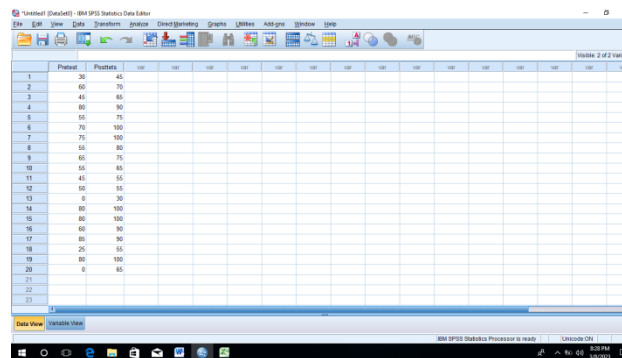 *Untitled1 [DataSet0] - IBM SPSS Statistics Data Editor
File Edit View Data Transform Analyze Direct Marketing Graphs Utilities Add-ons Window Help
Visible: 2 of 2 Vari
Pretest Posttets var var var var var var var var var var var var var var
1 30 45
2 60 70
3 45 65
4 80 90
5 55 75
6 70 100
7 75 100
8 55 80
9 65 75
10 55 65
11 45 55
12 50 55
13 0 30
14 80 100
15 80 100
16 60 90
17 85 90
18 25 55
19 80 100
20 0 65
21
22
23
Data View Variable View
IBM SPSS Statistics Processor is ready Unicode:ON
8:28 PM